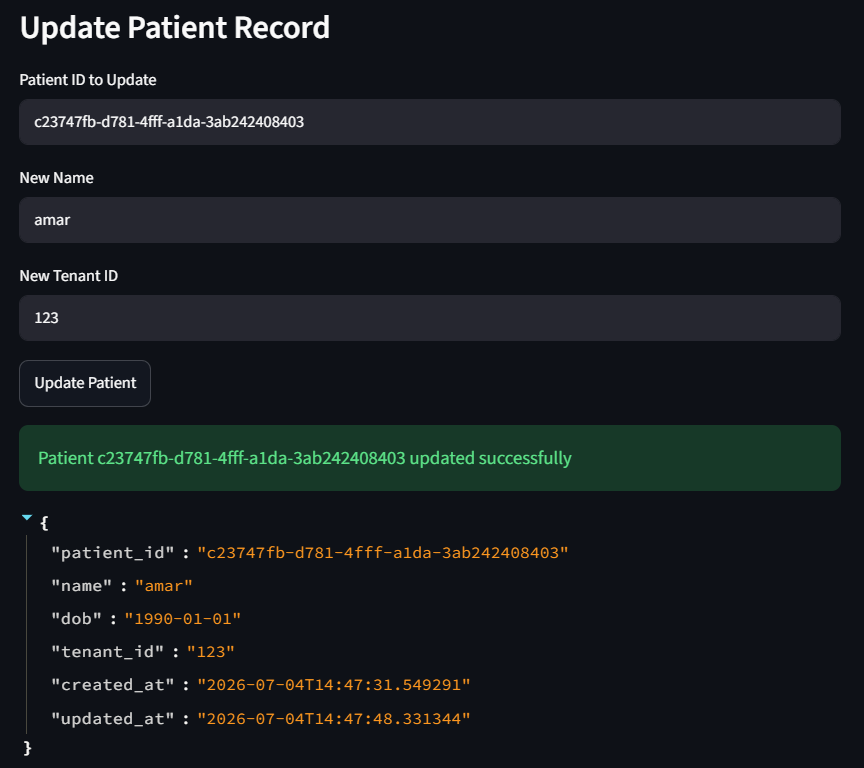 Update Patient Record
Patient ID to Update
c23747fb-d781-4fff-a1da-3ab242408403
New Name
amar
New Tenant ID
123
Update Patient
Patient c23747fb-d781-4fff-a1da-3ab242408403 updated successfully
{
"patient_id" : "c23747fb-d781-4fff-a1da-3ab242408403"
"name" : "amar"
"dob" : "1990-01-01"
"tenant_id" : "123"
"created_at" : "2026-07-04T14:47:31.549291"
"updated_at" : "2026-07-04T14:47:48.331344"
}